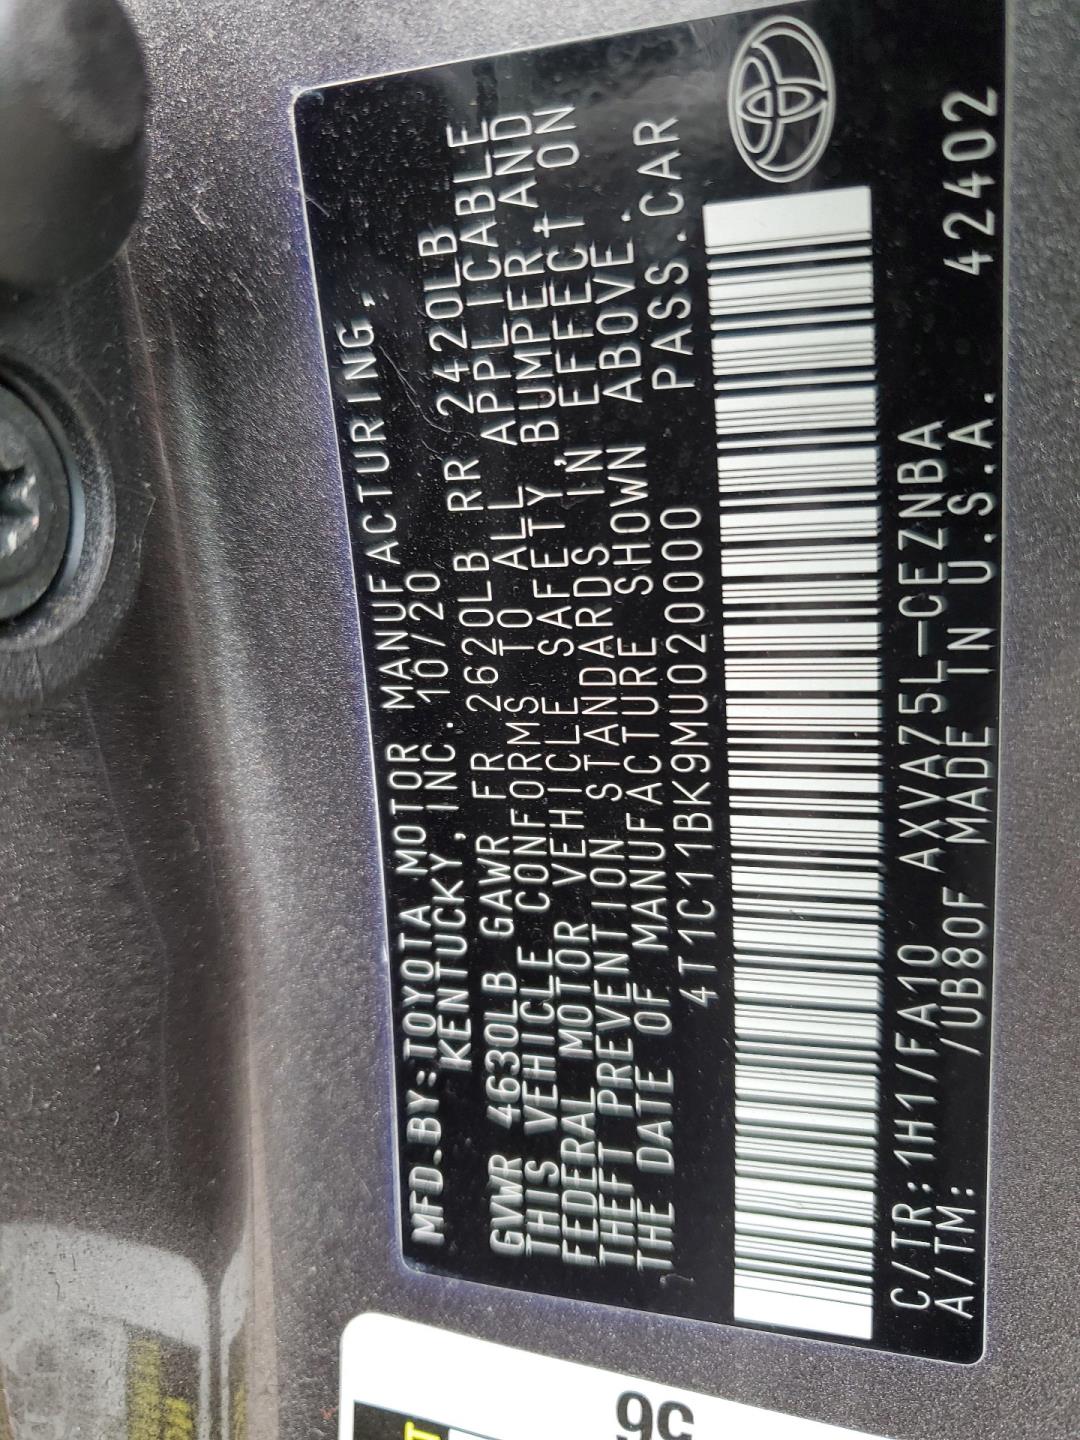 MFD.BY:TOYOTA MOTOR MANUFACTURING,
KENTUCKY, INC. 10/20
GVWR 4630LB GAWR FR 2620LB RR 2420LB
THIS VEHICLE CONFORMS TO ALL APPLICABLE
FEDERAL MOTOR VEHICLE SAFETY, BUMPER AND
THEFT PREVENTION STANDARDS IN EFFECT ON
THE DATE OF MANUFACTURE SHOWN ABOVE.
4T1C11BK9MU020000 PASS.CAR
C/TR:1H1/FA10 AXVA75L-CEZNBA
A/TM: /UB80F MADE IN U.S.A. 42402